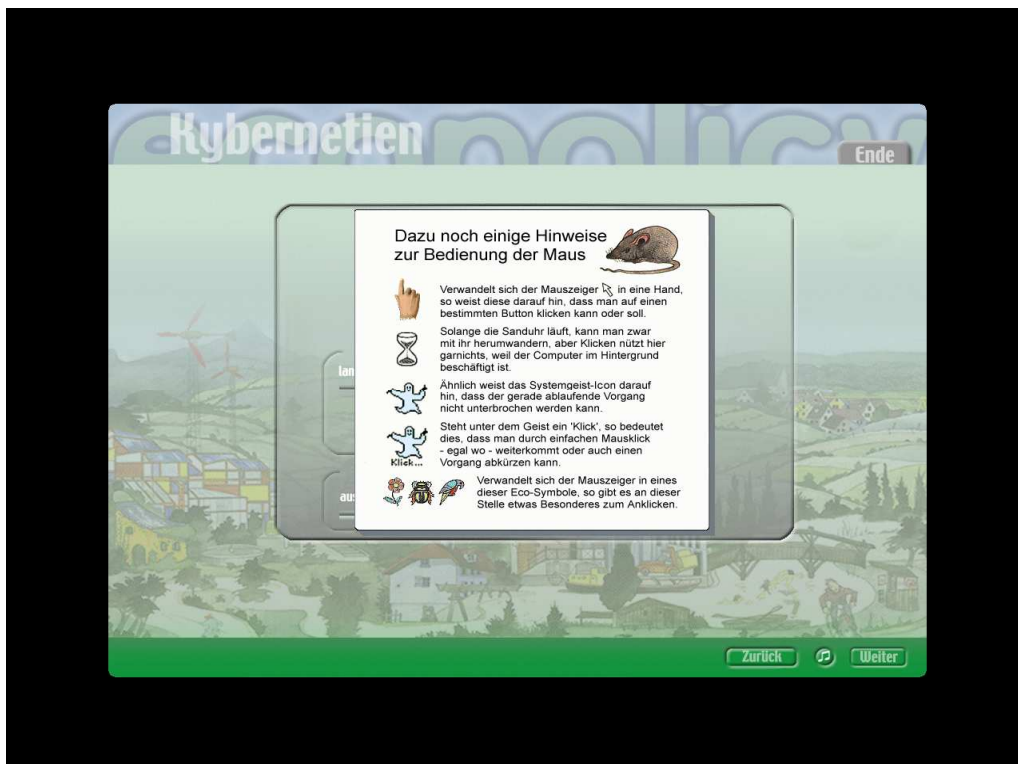 ecopolicy
Kybernetien
Ende
Dazu noch einige Hinweise
zur Bedienung der Maus
Verwandelt sich der Mauszeiger in eine Hand,
so weist diese darauf hin, dass man auf einen
bestimmten Button klicken kann oder soll.
Solange die Sanduhr läuft, kann man zwar
mit ihr herumwandern, aber Klicken nützt hier
garnichts, weil der Computer im Hintergrund
beschäftigt ist.
Ähnlich weist das Systemgeist-Icon darauf
hin, dass der gerade ablaufende Vorgang
nicht unterbrochen werden kann.
Steht unter dem Geist ein 'Klick', so bedeutet
dies, dass man durch einfachen Mausklick
- egal wo - weiterkommt oder auch einen
Vorgang abkürzen kann.
Klick...
Verwandelt sich der Mauszeiger in eines
dieser Eco-Symbole, so gibt es an dieser
Stelle etwas Besonderes zum Anklicken.
Zurück
Weiter